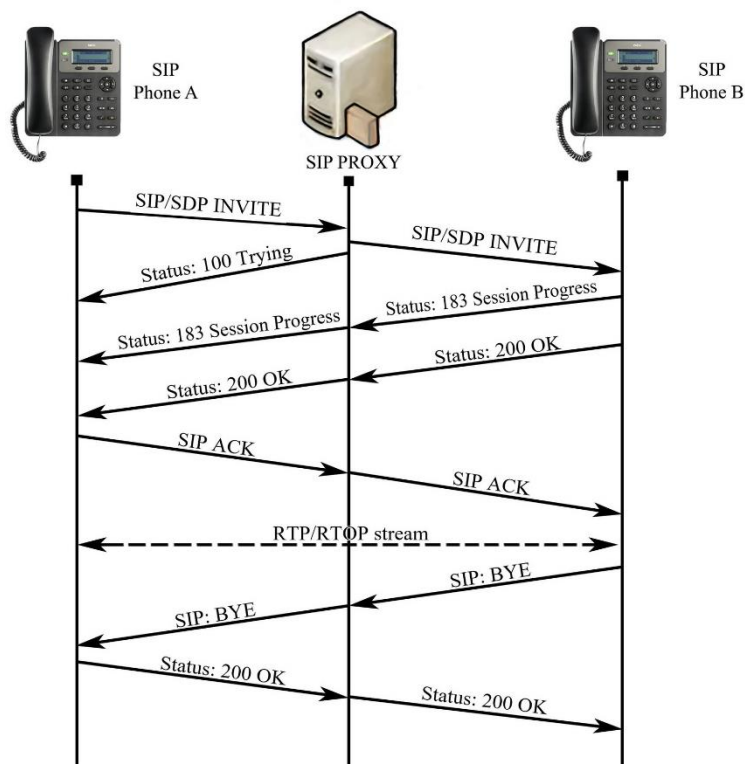 SIP
Phone A
SIP PROXY
SIP
Phone B
SIP/SDP INVITE
SIP/SDP INVITE
Status: 100 Trying
Status: 183 Session Progress
Status: 183 Session Progress
Status: 200 OK
Status: 200 OK
SIP ACK
SIP ACK
RTP/RTOP stream
SIP: BYE
SIP: BYE
Status: 200 OK
Status: 200 OK